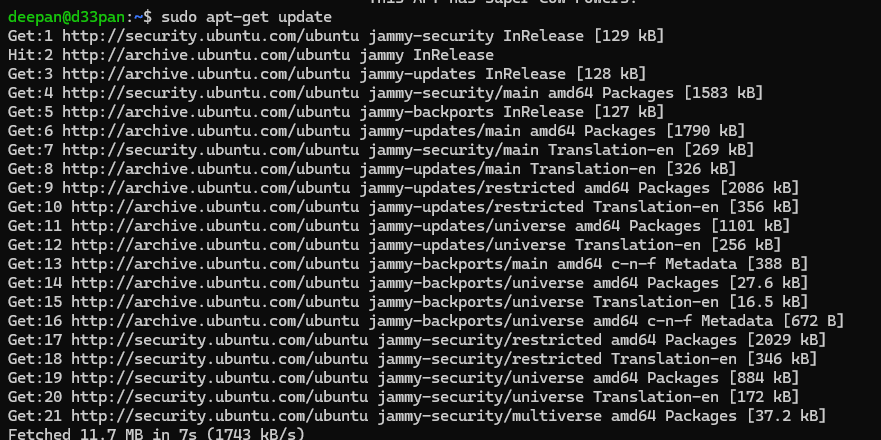 This APT has Super Cow Powers.
deepan@d33pan:~$ sudo apt-get update
Get:1 http://security.ubuntu.com/ubuntu jammy-security InRelease [129 kB]
Hit:2 http://archive.ubuntu.com/ubuntu jammy InRelease
Get:3 http://archive.ubuntu.com/ubuntu jammy-updates InRelease [128 kB]
Get:4 http://security.ubuntu.com/ubuntu jammy-security/main amd64 Packages [1583 kB]
Get:5 http://archive.ubuntu.com/ubuntu jammy-backports InRelease [127 kB]
Get:6 http://archive.ubuntu.com/ubuntu jammy-updates/main amd64 Packages [1790 kB]
Get:7 http://security.ubuntu.com/ubuntu jammy-security/main Translation-en [269 kB]
Get:8 http://archive.ubuntu.com/ubuntu jammy-updates/main Translation-en [326 kB]
Get:9 http://archive.ubuntu.com/ubuntu jammy-updates/restricted amd64 Packages [2086 kB]
Get:10 http://archive.ubuntu.com/ubuntu jammy-updates/restricted Translation-en [356 kB]
Get:11 http://archive.ubuntu.com/ubuntu jammy-updates/universe amd64 Packages [1101 kB]
Get:12 http://archive.ubuntu.com/ubuntu jammy-updates/universe Translation-en [256 kB]
Get:13 http://archive.ubuntu.com/ubuntu jammy-backports/main amd64 c-n-f Metadata [388 B]
Get:14 http://archive.ubuntu.com/ubuntu jammy-backports/universe amd64 Packages [27.6 kB]
Get:15 http://archive.ubuntu.com/ubuntu jammy-backports/universe Translation-en [16.5 kB]
Get:16 http://archive.ubuntu.com/ubuntu jammy-backports/universe amd64 c-n-f Metadata [672 B]
Get:17 http://security.ubuntu.com/ubuntu jammy-security/restricted amd64 Packages [2029 kB]
Get:18 http://security.ubuntu.com/ubuntu jammy-security/restricted Translation-en [346 kB]
Get:19 http://security.ubuntu.com/ubuntu jammy-security/universe amd64 Packages [884 kB]
Get:20 http://security.ubuntu.com/ubuntu jammy-security/universe Translation-en [172 kB]
Get:21 http://security.ubuntu.com/ubuntu jammy-security/multiverse amd64 Packages [37.2 kB]
Fetched 11.7 MB in 7s (1743 kB/s)